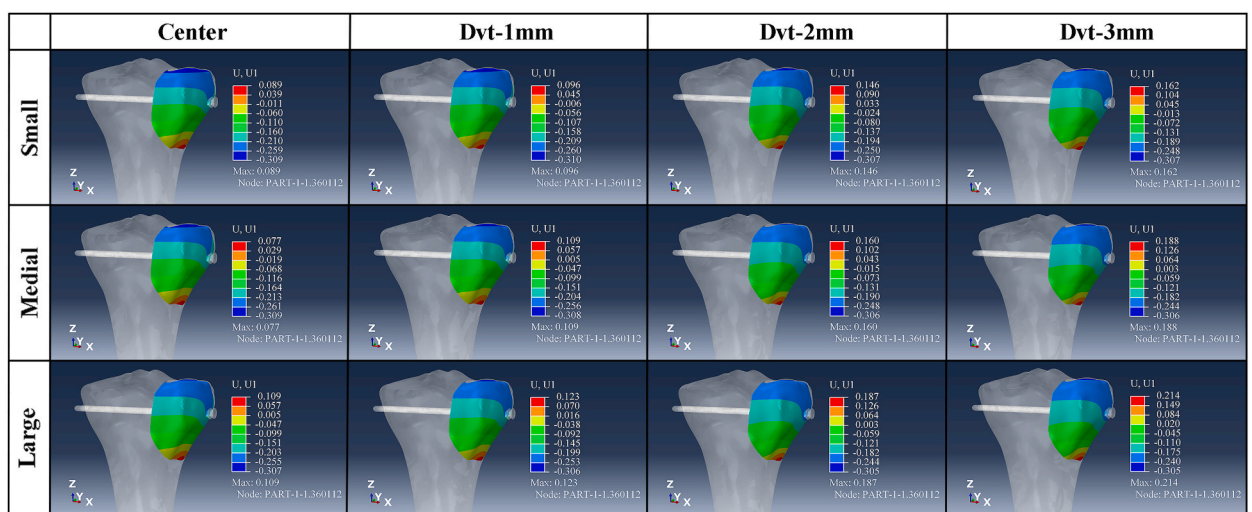 Center Dvt-1mm Dvt-2mm Dvt-3mm
Small
U, U1
0.089
0.039
-0.011
-0.060
-0.110
-0.160
-0.210
-0.259
-0.309
Max: 0.089
Node: PART-1-1.360112
Z
Y X
U, U1
0.096
0.045
-0.006
-0.056
-0.107
-0.158
-0.209
-0.260
-0.310
Max: 0.096
Node: PART-1-1.360112
Z
Y X
U, U1
0.146
0.090
0.033
-0.024
-0.080
-0.137
-0.194
-0.250
-0.307
Max: 0.146
Node: PART-1-1.360112
Z
Y X
U, U1
0.162
0.104
0.045
-0.013
-0.072
-0.131
-0.189
-0.248
-0.307
Max: 0.162
Node: PART-1-1.360112
Z
Y X
Medial
U, U1
0.077
0.029
-0.019
-0.068
-0.116
-0.164
-0.213
-0.261
-0.309
Max: 0.077
Node: PART-1-1.360112
Z
Y X
U, U1
0.109
0.057
0.005
-0.047
-0.099
-0.151
-0.204
-0.256
-0.308
Max: 0.109
Node: PART-1-1.360112
Z
Y X
U, U1
0.160
0.102
0.043
-0.015
-0.073
-0.131
-0.190
-0.248
-0.306
Max: 0.160
Node: PART-1-1.360112
Z
Y X
U, U1
0.188
0.126
0.064
0.003
-0.059
-0.121
-0.182
-0.244
-0.306
Max: 0.188
Node: PART-1-1.360112
Z
Y X
Large
U, U1
0.109
0.057
0.005
-0.047
-0.099
-0.151
-0.203
-0.255
-0.307
Max: 0.109
Node: PART-1-1.360112
Z
Y X
U, U1
0.123
0.070
0.016
-0.038
-0.092
-0.145
-0.199
-0.253
-0.306
Max: 0.123
Node: PART-1-1.360112
Z
Y X
U, U1
0.187
0.126
0.064
0.003
-0.059
-0.121
-0.182
-0.244
-0.305
Max: 0.187
Node: PART-1-1.360112
Z
Y X
U, U1
0.214
0.149
0.084
0.020
-0.045
-0.110
-0.175
-0.240
-0.305
Max: 0.214
Node: PART-1-1.360112
Z
Y X